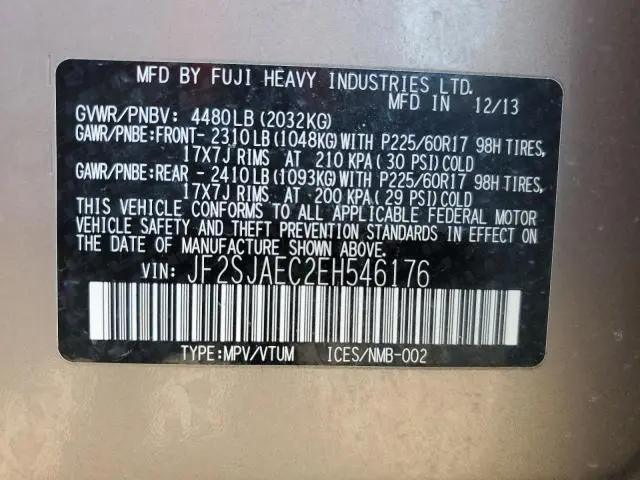 MFD BY FUJI HEAVY INDUSTRIES LTD.
MFD IN 12/13
GVWR/PNBV: 4480LB (2032KG)
GAWR/PNBE:FRONT- 2310LB (1048KG) WITH P225/60R17 98H TIRES,
17X7J RIMS AT 210 KPA (30 PSI) COLD
GAWR/PNBE:REAR - 2410LB (1093KG) WITH P225/60R17 98H TIRES,
17X7J RIMS AT 200 KPA (29 PSI) COLD
THIS VEHICLE CONFORMS TO ALL APPLICABLE FEDERAL MOTOR
VEHICLE SAFETY AND THEFT PREVENTION STANDARDS IN EFFECT ON
THE DATE OF MANUFACTURE SHOWN ABOVE.
VIN: JF2SJAEC2EH546176
TYPE:MPV/VTUM ICES/NMB-002